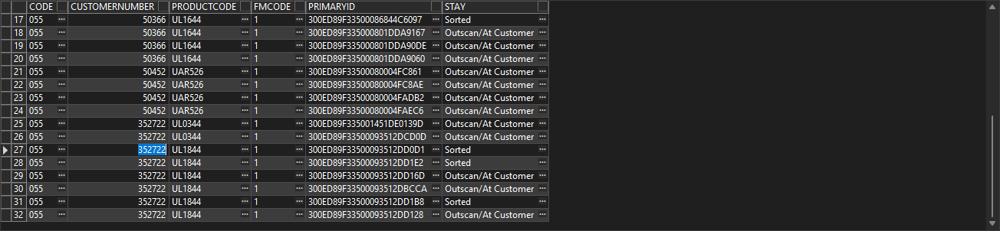 CODE CUSTOMERNUMBER PRODUCTCODE FMCODE PRIMARYID STAY
17 055 ... 50366 UL1644 ... 1 ... 300ED89F33500086844C6097 ... Sorted ...
18 055 ... 50366 UL1644 ... 1 ... 300ED89F335000801DDA9167 ... Outscan/At Customer ...
19 055 ... 50366 UL1644 ... 1 ... 300ED89F335000801DDA90DE ... Outscan/At Customer ...
20 055 ... 50366 UL1644 ... 1 ... 300ED89F335000801DDA9060 ... Outscan/At Customer ...
21 055 ... 50452 UAR526 ... 1 ... 300ED89F33500080004FC861 ... Outscan/At Customer ...
22 055 ... 50452 UAR526 ... 1 ... 300ED89F33500080004FC8AE ... Outscan/At Customer ...
23 055 ... 50452 UAR526 ... 1 ... 300ED89F33500080004FADB2 ... Outscan/At Customer ...
24 055 ... 50452 UAR526 ... 1 ... 300ED89F33500080004FAEC6 ... Outscan/At Customer ...
25 055 ... 352722 UL0344 ... 1 ... 300ED89F335001451DE0139D ... Outscan/At Customer ...
26 055 ... 352722 UL0344 ... 1 ... 300ED89F33500093512DCD0D ... Outscan/At Customer ...
27 055 ... 352722 UL1844 ... 1 ... 300ED89F33500093512DD0D1 ... Sorted ...
28 055 ... 352722 UL1844 ... 1 ... 300ED89F33500093512DD1E2 ... Sorted ...
29 055 ... 352722 UL1844 ... 1 ... 300ED89F33500093512DD16D ... Outscan/At Customer ...
30 055 ... 352722 UL1844 ... 1 ... 300ED89F33500093512DBCCA ... Outscan/At Customer ...
31 055 ... 352722 UL1844 ... 1 ... 300ED89F33500093512DD1B8 ... Sorted ...
32 055 ... 352722 UL1844 ... 1 ... 300ED89F33500093512DD128 ... Outscan/At Customer ...